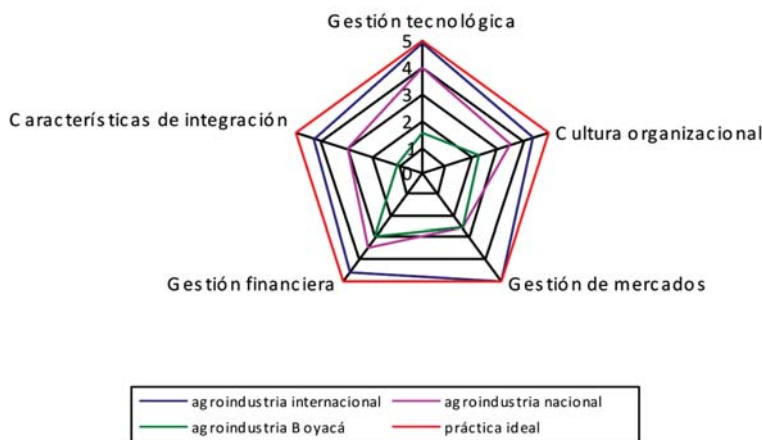 Gestión tecnológica
5
4
3
2
1
0
Características de integración
Cultura organizacional
Gestión financiera
Gestión de mercados
agroindustria internacional
agroindustria nacional
agroindustria Boyacá
práctica ideal